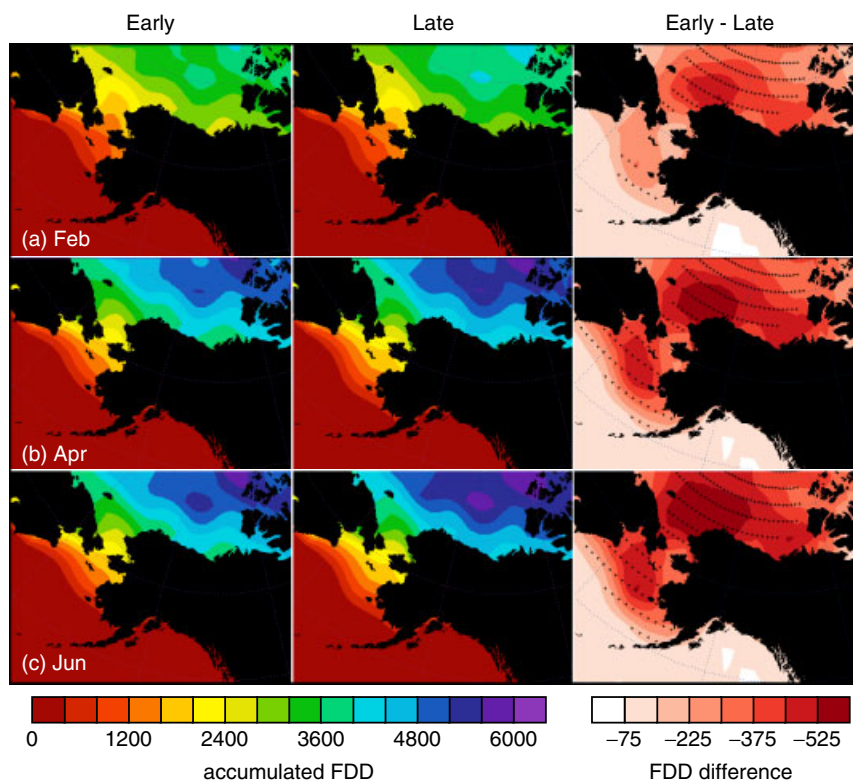 Early Late Early - Late
(a) Feb
(b) Apr
(c) Jun
0 1200 2400 3600 4800 6000 −75 −225 −375 −525
accumulated FDD FDD difference